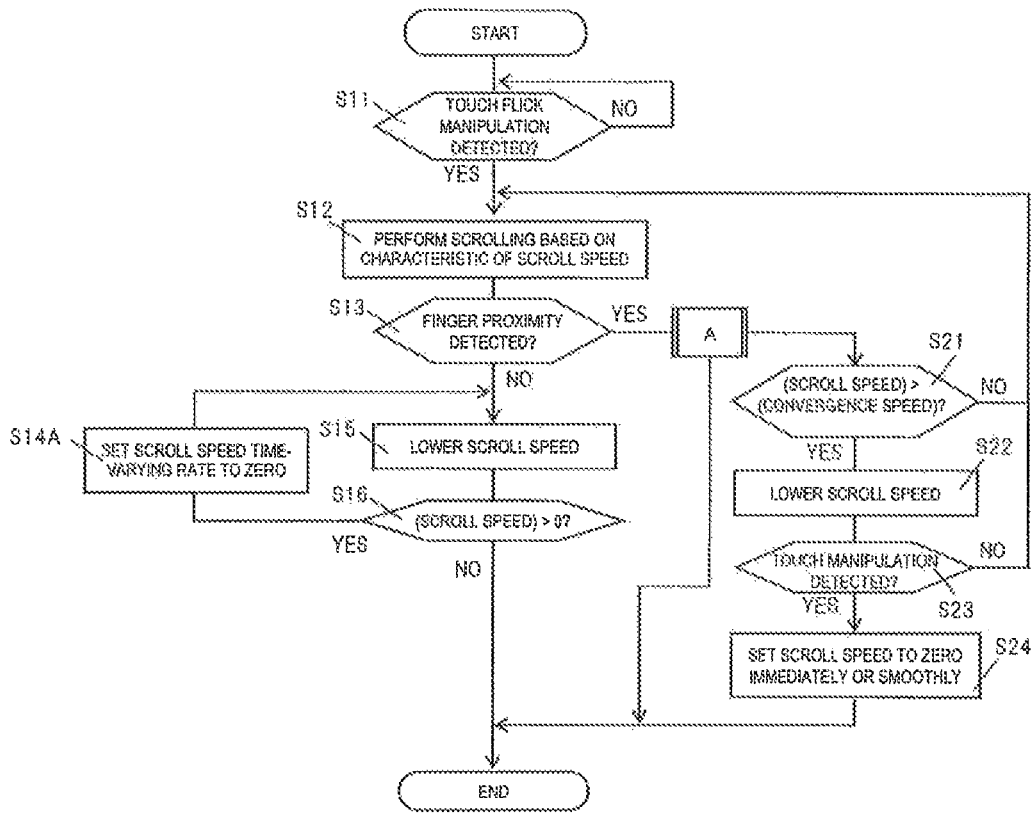 START
S11
TOUCH FLICK
MANIPULATION
DETECTED?
NO
YES
S12
PERFORM SCROLLING BASED ON
CHARACTERISTIC OF SCROLL SPEED
S13
FINGER PROXIMITY
DETECTED?
YES
NO
A
S21
(SCROLL SPEED) >
(CONVERGENCE SPEED)?
NO
YES
S14A
SET SCROLL SPEED TIME-
VARYING RATE TO ZERO
S15
LOWER SCROLL SPEED
S22
LOWER SCROLL SPEED
S16
(SCROLL SPEED) > 0?
YES
NO
TOUCH MANIPULATION
DETECTED?
NO
YES
S23
SET SCROLL SPEED TO ZERO
IMMEDIATELY OR SMOOTHLY
S24
END